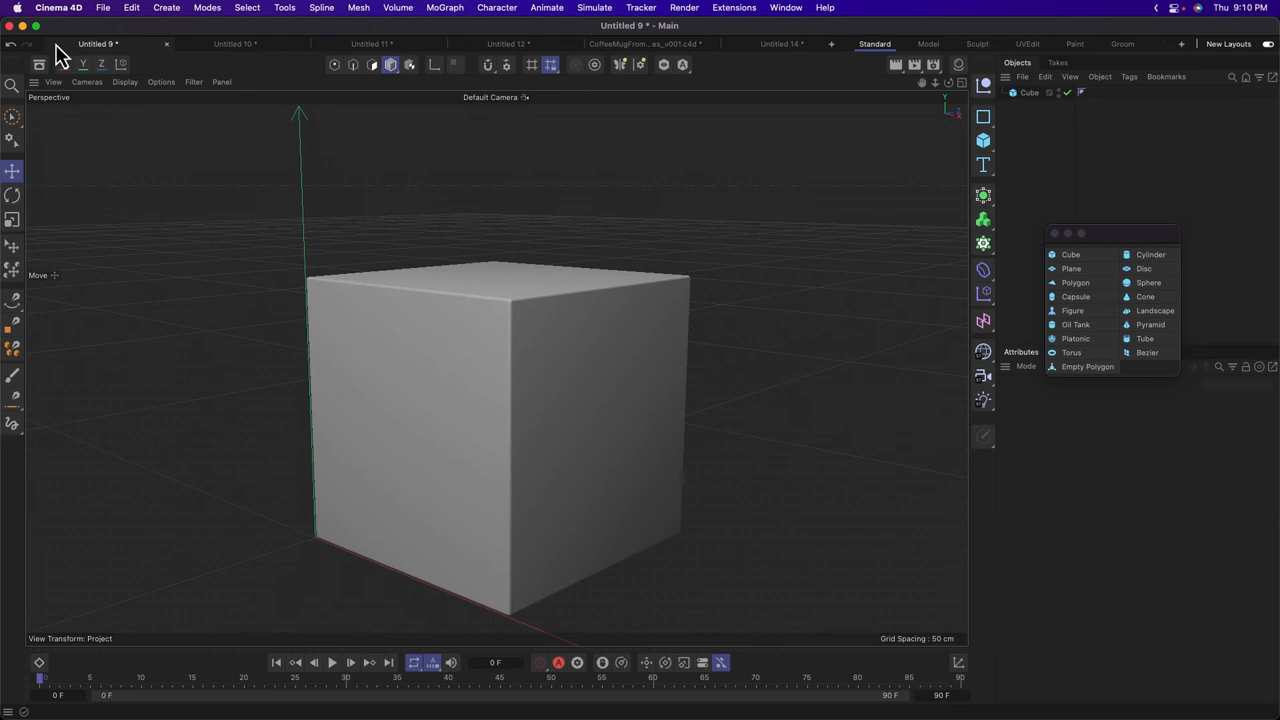 Cinema 4D File Edit Create Modes Select Tools Spline Mesh Volume MoGraph Character Animate Simulate Tracker Render Extensions Window Help Thu 9:10 PM
Untitled 9 * - Main
Untitled 9 * × Untitled 10 * Untitled 11 * Untitled 12 CoffeeMugFrom...es_v001.c4d * Untitled 14 * + Standard Model Sculpt UVEdit Paint Groom + New Layouts
Y Z
View Cameras Display Options Filter Panel
Objects Takes
File Edit View Object Tags Bookmarks
Perspective
Default Camera
Y
Z
X
Cube
Move
Cube Cylinder
Plane Disc
Polygon Sphere
Capsule Cone
Figure Landscape
Oil Tank Pyramid
Platonic Tube
Torus Bezier
Empty Polygon
Attributes
Mode
View Transform: Project
Grid Spacing : 50 cm
0 F
0 5 10 15 20 25 30 35 40 45 50 55 60 65 70 75 80 85 90
0 F 0 F 90 F 90 F